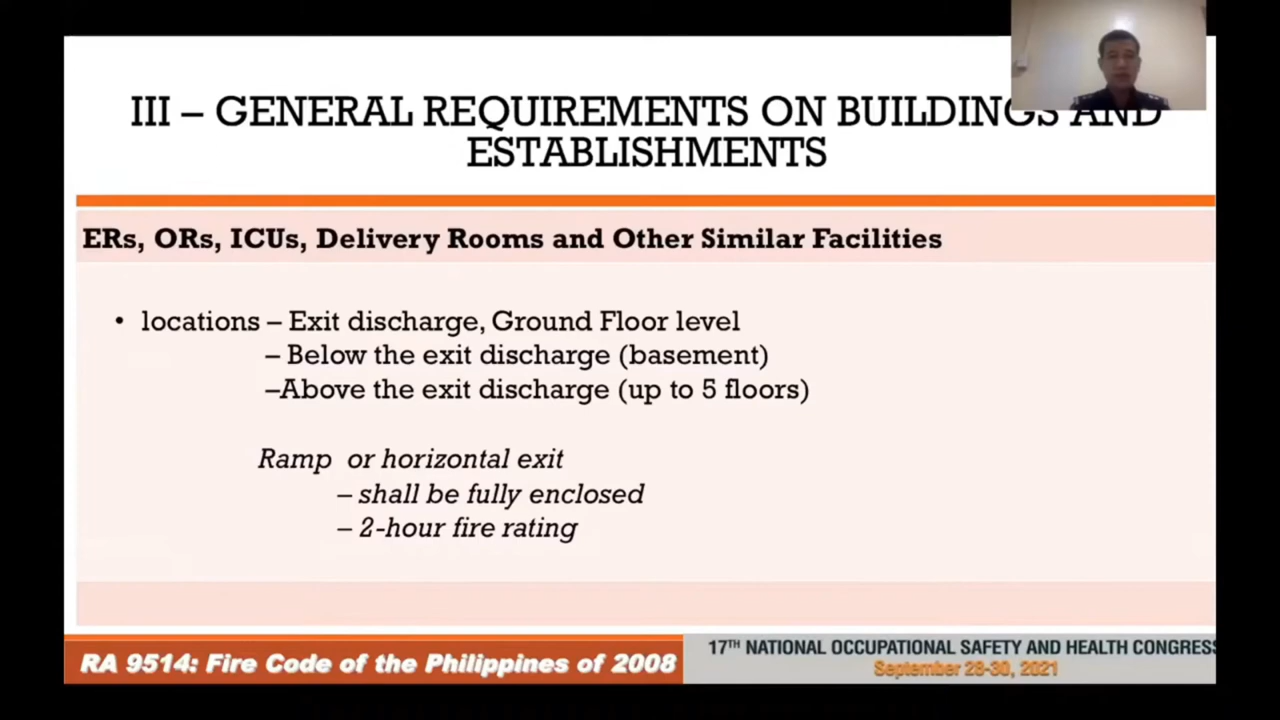 III – GENERAL REQUIREMENTS ON BUILDINGS AND
ESTABLISHMENTS
ERs, ORs, ICUs, Delivery Rooms and Other Similar Facilities
• locations – Exit discharge, Ground Floor level
– Below the exit discharge (basement)
–Above the exit discharge (up to 5 floors)
Ramp or horizontal exit
– shall be fully enclosed
– 2-hour fire rating
RA 9514: Fire Code of the Philippines of 2008
17TH NATIONAL OCCUPATIONAL SAFETY AND HEALTH CONGRESS
September 28-30, 2021